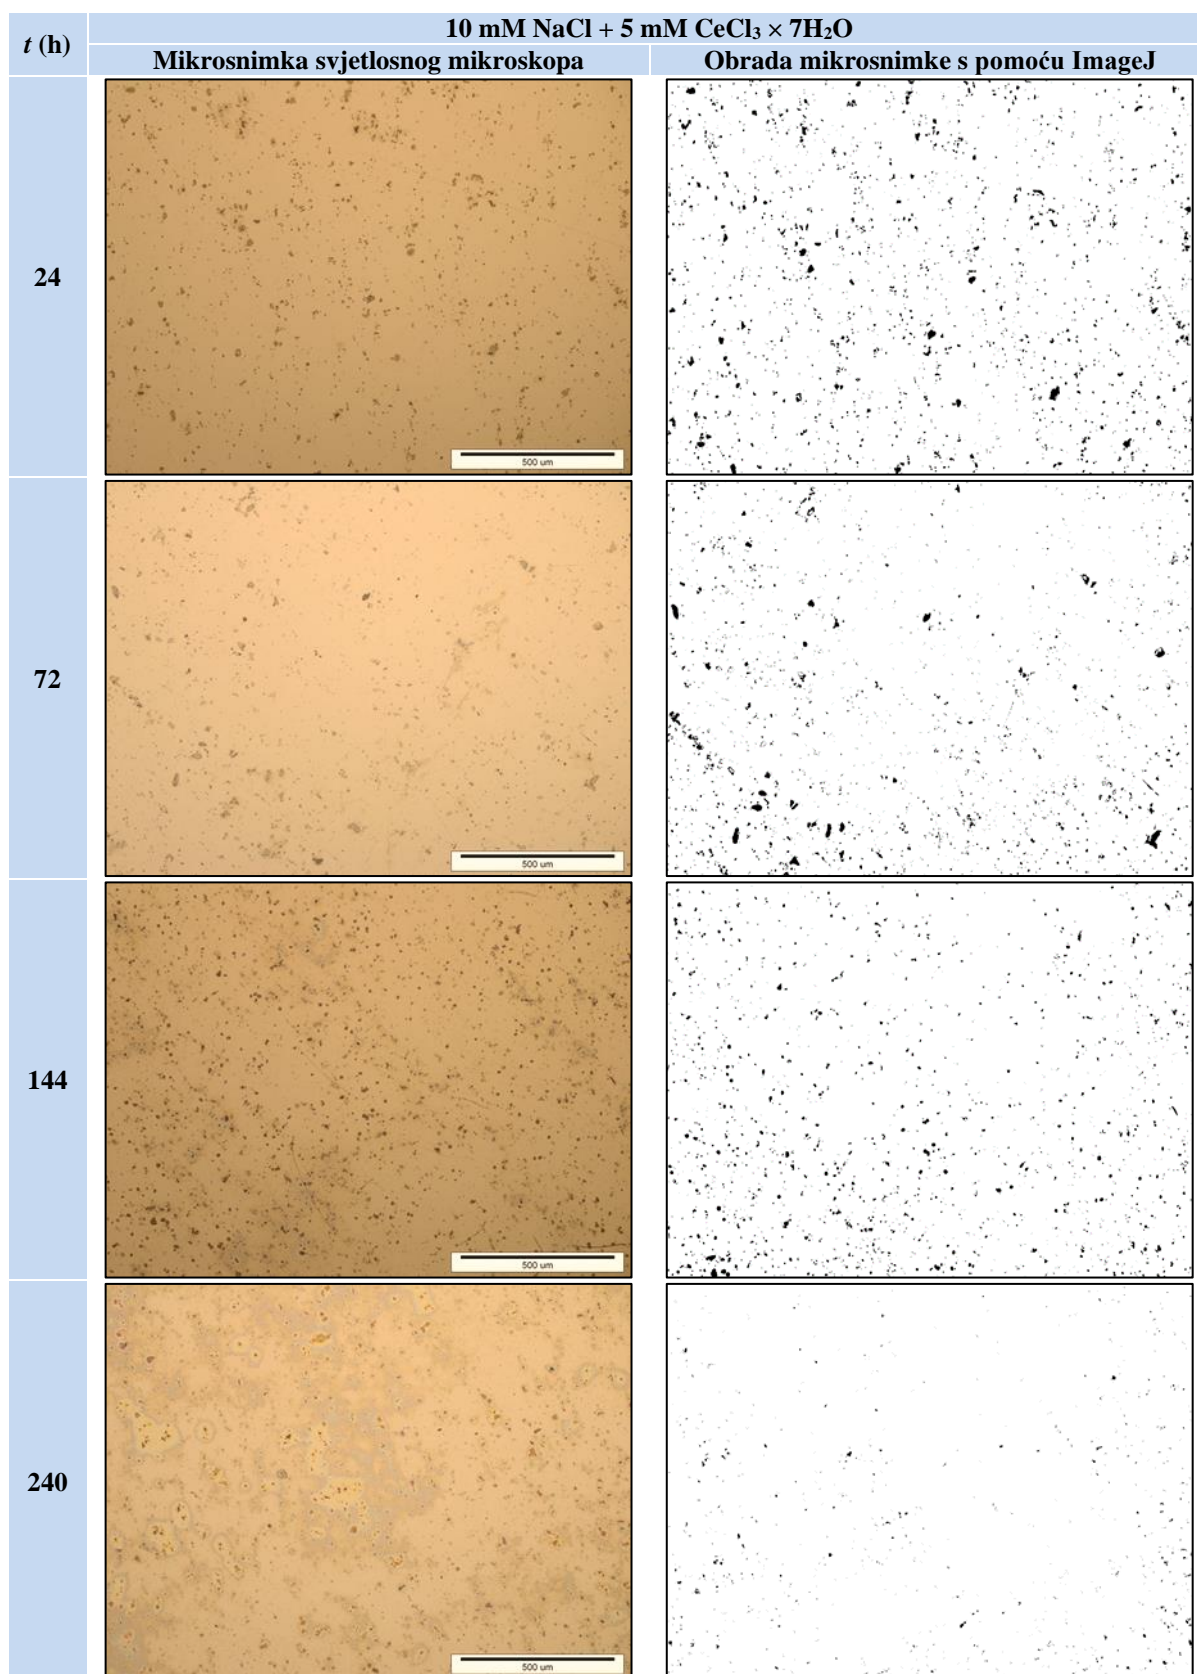 t (h)
10 mM NaCl + 5 mM CeCl₃ × 7H₂O
Mikrosnimka svjetlosnog mikroskopa
Obrada mikrosnimke s pomoću ImageJ
24
500 um
72
500 um
144
500 um
240
500 um